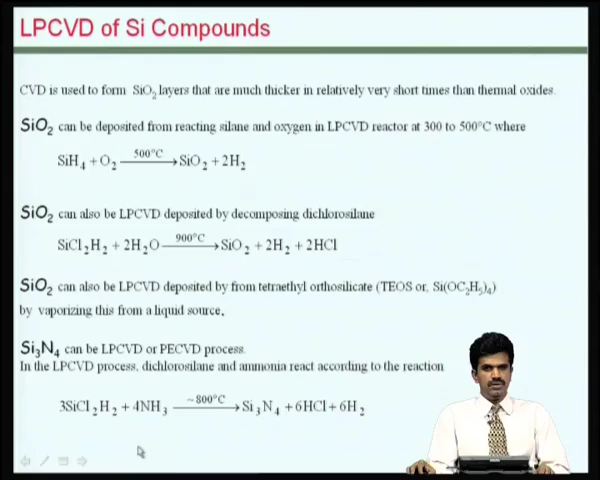 LPCVD of Si Compounds
CVD is used to form SiO₂ layers that are much thicker in relatively very short times than thermal oxides.
SiO₂ can be deposited from reacting silane and oxygen in LPCVD reactor at 300 to 500°C where
SiH₄ + O₂ —500°C→ SiO₂ + 2H₂
SiO₂ can also be LPCVD deposited by decomposing dichlorosilane
SiCl₂H₂ + 2H₂O —900°C→ SiO₂ + 2H₂ + 2HCl
SiO₂ can also be LPCVD deposited by from tetraethyl orthosilicate (TEOS or, Si(OC₂H₅)₄)
by vaporizing this from a liquid source.
Si₃N₄ can be LPCVD or PECVD process.
In the LPCVD process, dichlorosilane and ammonia react according to the reaction
3SiCl₂H₂ + 4NH₃ —~800°C→ Si₃N₄ + 6HCl + 6H₂